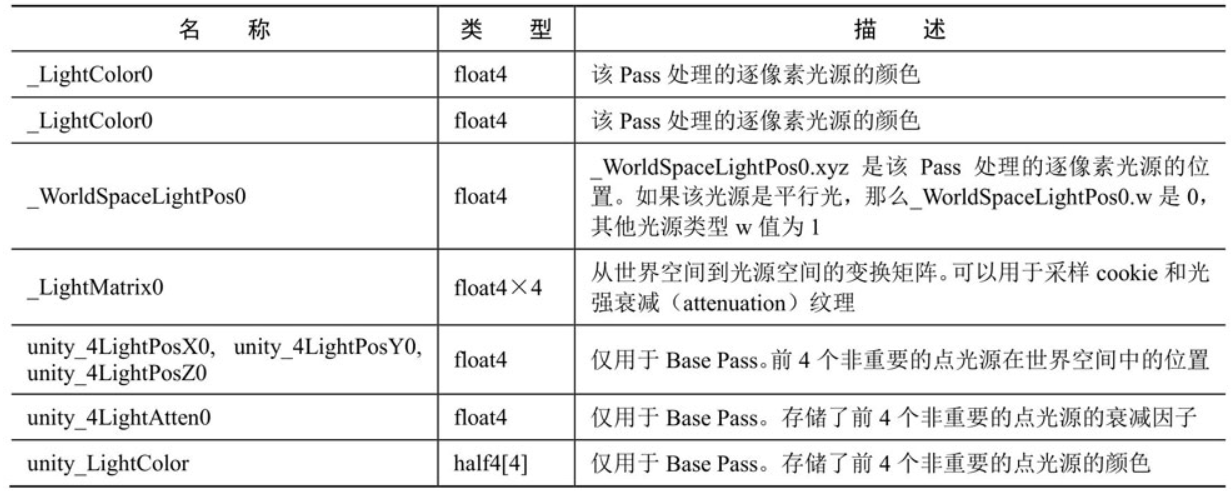 名 称 类 型 描 述
_LightColor0 float4 该 Pass 处理的逐像素光源的颜色
_LightColor0 float4 该 Pass 处理的逐像素光源的颜色
_WorldSpaceLightPos0 float4 _WorldSpaceLightPos0.xyz 是该 Pass 处理的逐像素光源的位
置。如果该光源是平行光，那么_WorldSpaceLightPos0.w 是 0，
其他光源类型 w 值为 1
_LightMatrix0 float4×4 从世界空间到光源空间的变换矩阵。可以用于采样 cookie 和光
强衰减（attenuation）纹理
unity_4LightPosX0, unity_4LightPosY0,
unity_4LightPosZ0 float4 仅用于 Base Pass。前 4 个非重要的点光源在世界空间中的位置
unity_4LightAtten0 float4 仅用于 Base Pass。存储了前 4 个非重要的点光源的衰减因子
unity_LightColor half4[4] 仅用于 Base Pass。存储了前 4 个非重要的点光源的颜色